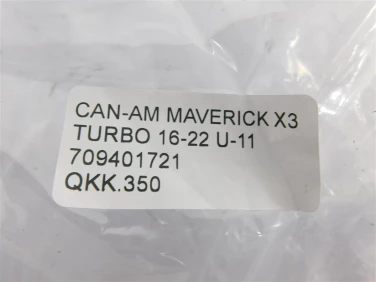 CAN-AM MAVERICK X3
TURBO 16-22 U-11
709401721
QKK.350